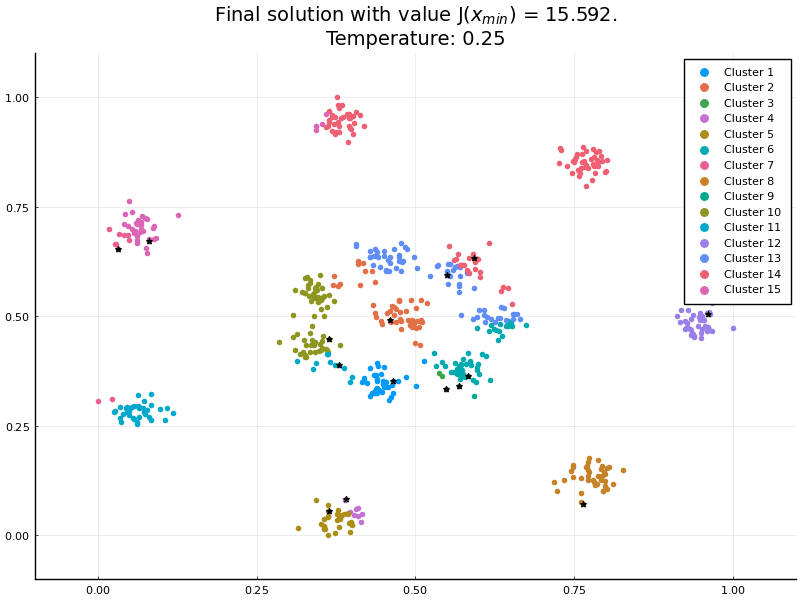 Final solution with value J(x_min) = 15.592.
Temperature: 0.25
1.00
0.75
0.50
0.25
0.00
0.00
0.25
0.50
0.75
1.00
Cluster 1
Cluster 2
Cluster 3
Cluster 4
Cluster 5
Cluster 6
Cluster 7
Cluster 8
Cluster 9
Cluster 10
Cluster 11
Cluster 12
Cluster 13
Cluster 14
Cluster 15